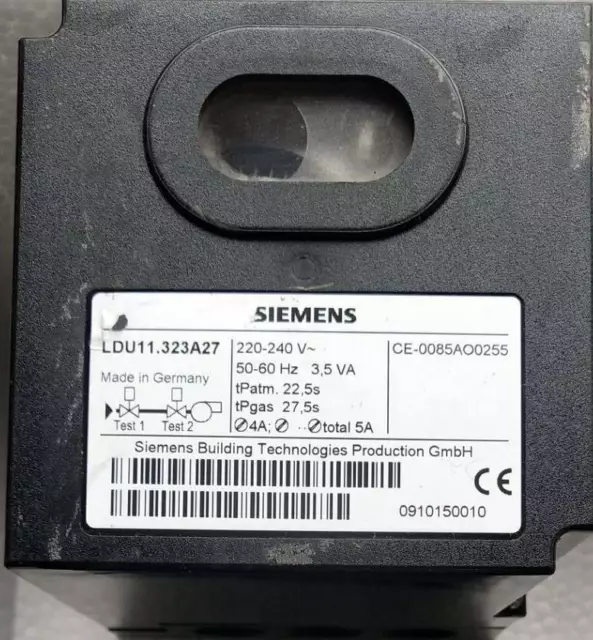 SIEMENS
LDU11.323A27
Made in Germany
Test 1 Test 2
220-240 V~
50-60 Hz 3,5 VA
tPatm. 22,5s
tPgas 27,5s
⊘4A; ⊘ ··⊘total 5A
CE-0085AO0255
Siemens Building Technologies Production GmbH
CE
0910150010